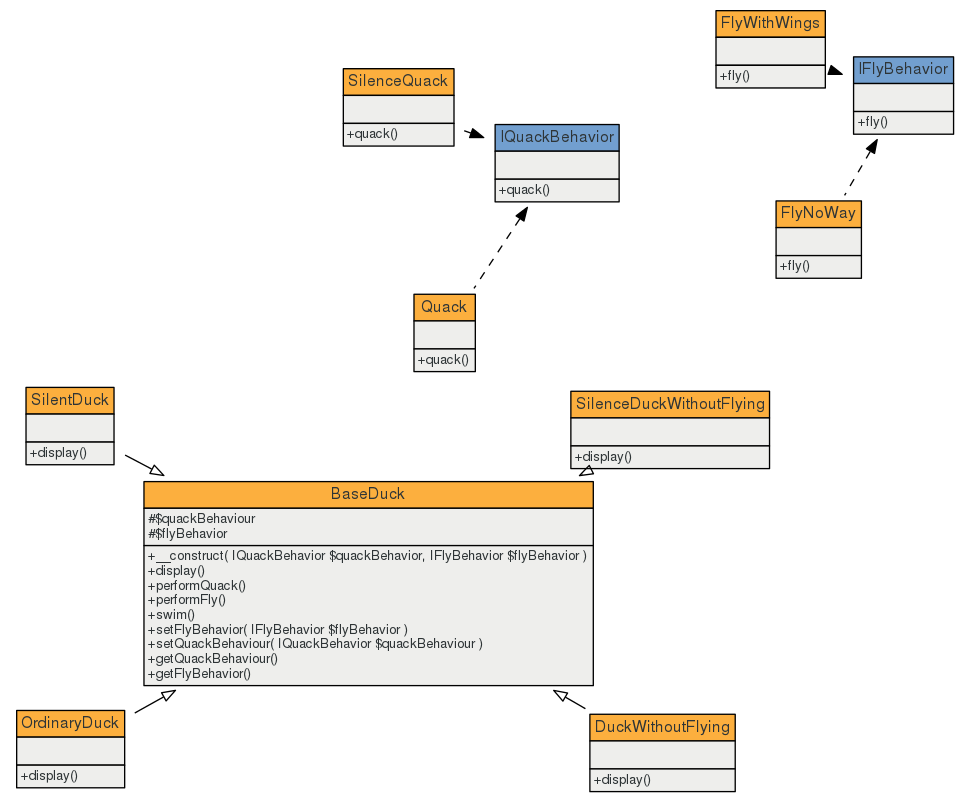 FlyWithWings
+fly()
IFlyBehavior
+fly()
SilenceQuack
+quack()
IQuackBehavior
+quack()
FlyNoWay
+fly()
Quack
+quack()
SilentDuck
+display()
SilenceDuckWithoutFlying
+display()
BaseDuck
#$quackBehaviour
#$flyBehavior
+__construct( IQuackBehavior $quackBehavior, IFlyBehavior $flyBehavior )
+display()
+performQuack()
+performFly()
+swim()
+setFlyBehavior( IFlyBehavior $flyBehavior )
+setQuackBehaviour( IQuackBehavior $quackBehaviour )
+getQuackBehaviour()
+getFlyBehavior()
OrdinaryDuck
+display()
DuckWithoutFlying
+display()